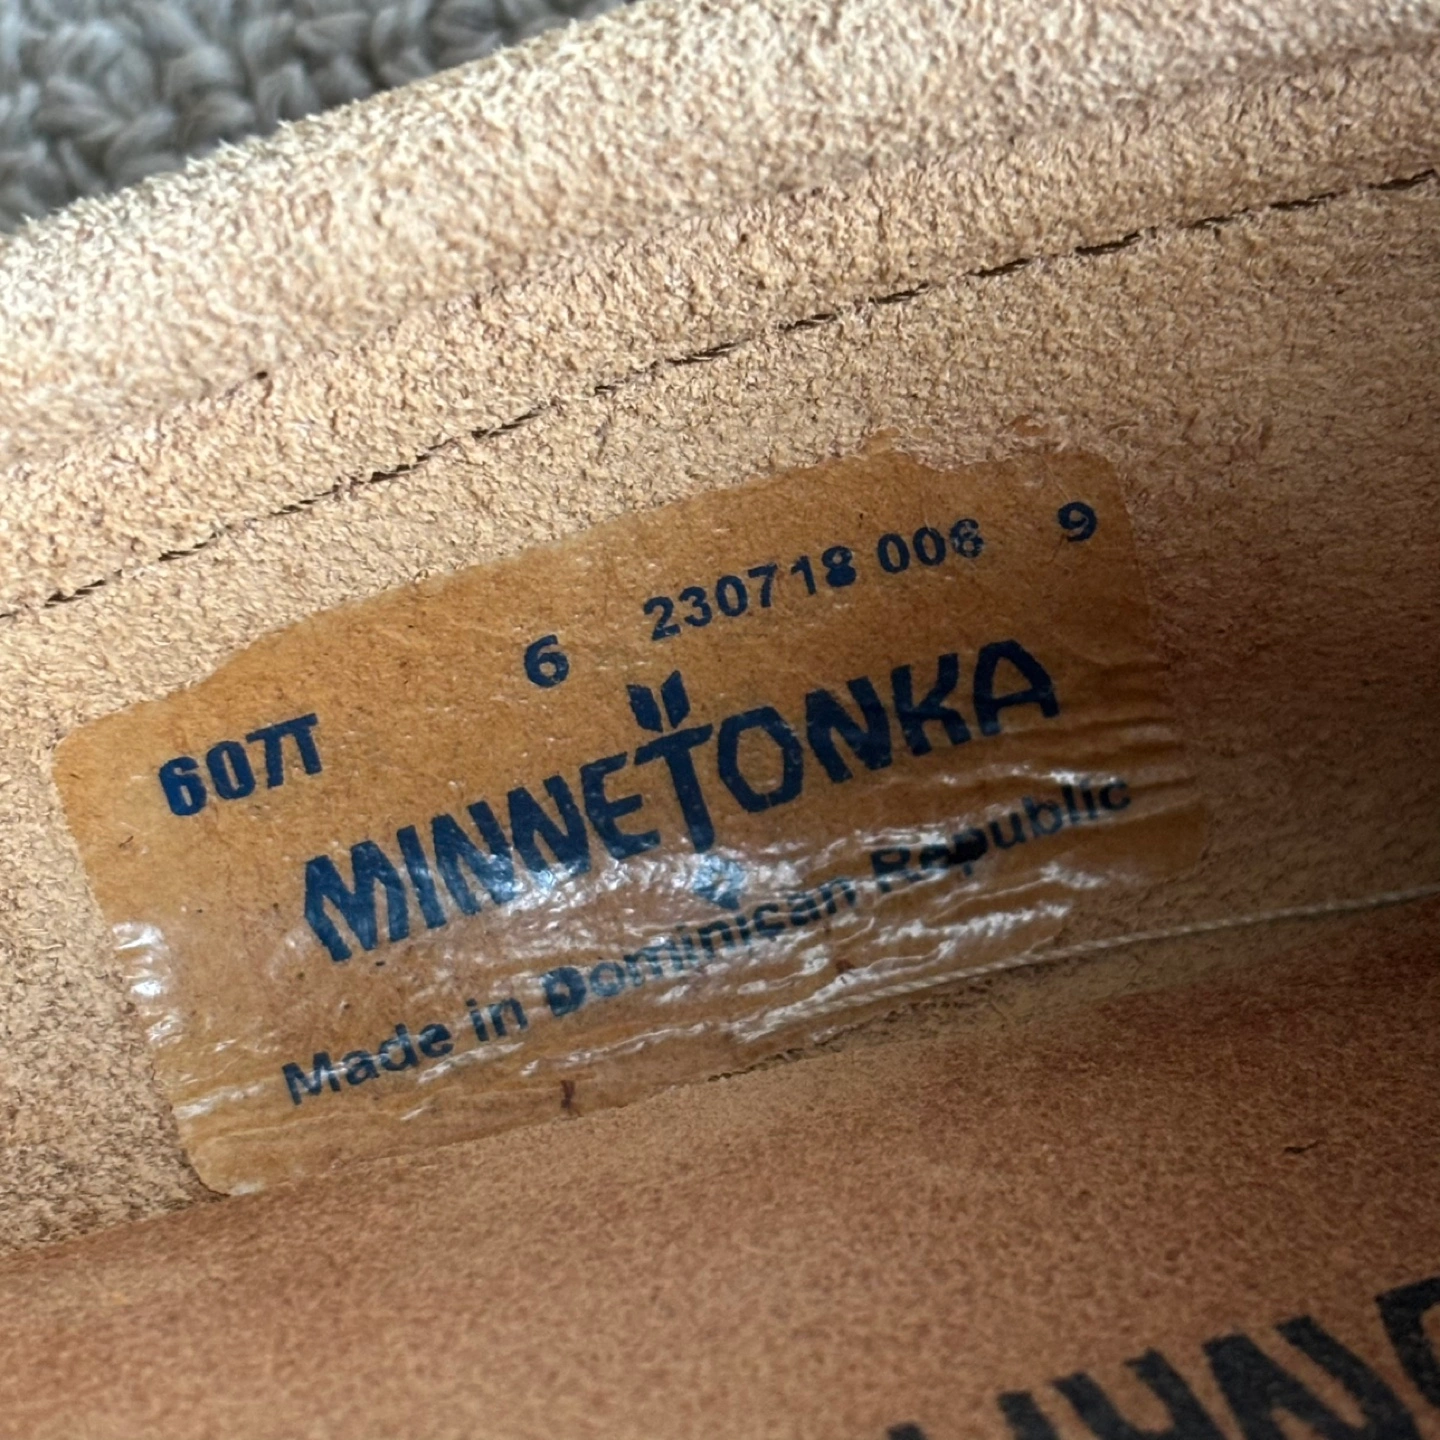 607T 6 230718 006 9
MINNETONKA
Made in Dominican Republic